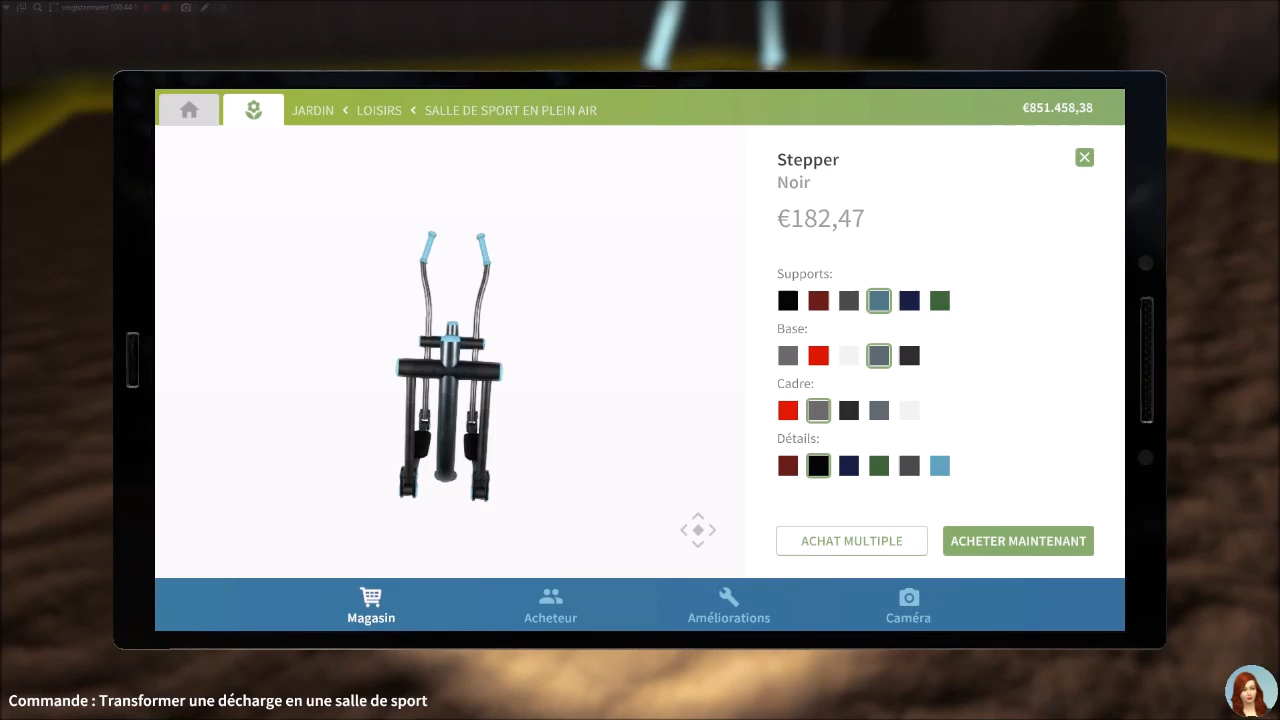 JARDIN
LOISIRS
SALLE DE SPORT EN PLEIN AIR
€851.458,38
Stepper
Noir
€182,47
Supports:
Base:
Cadre:
Détails:
ACHAT MULTIPLE
ACHETER MAINTENANT
Magasin
Acheteur
Améliorations
Caméra
Commande : Transformer une décharge en une salle de sport